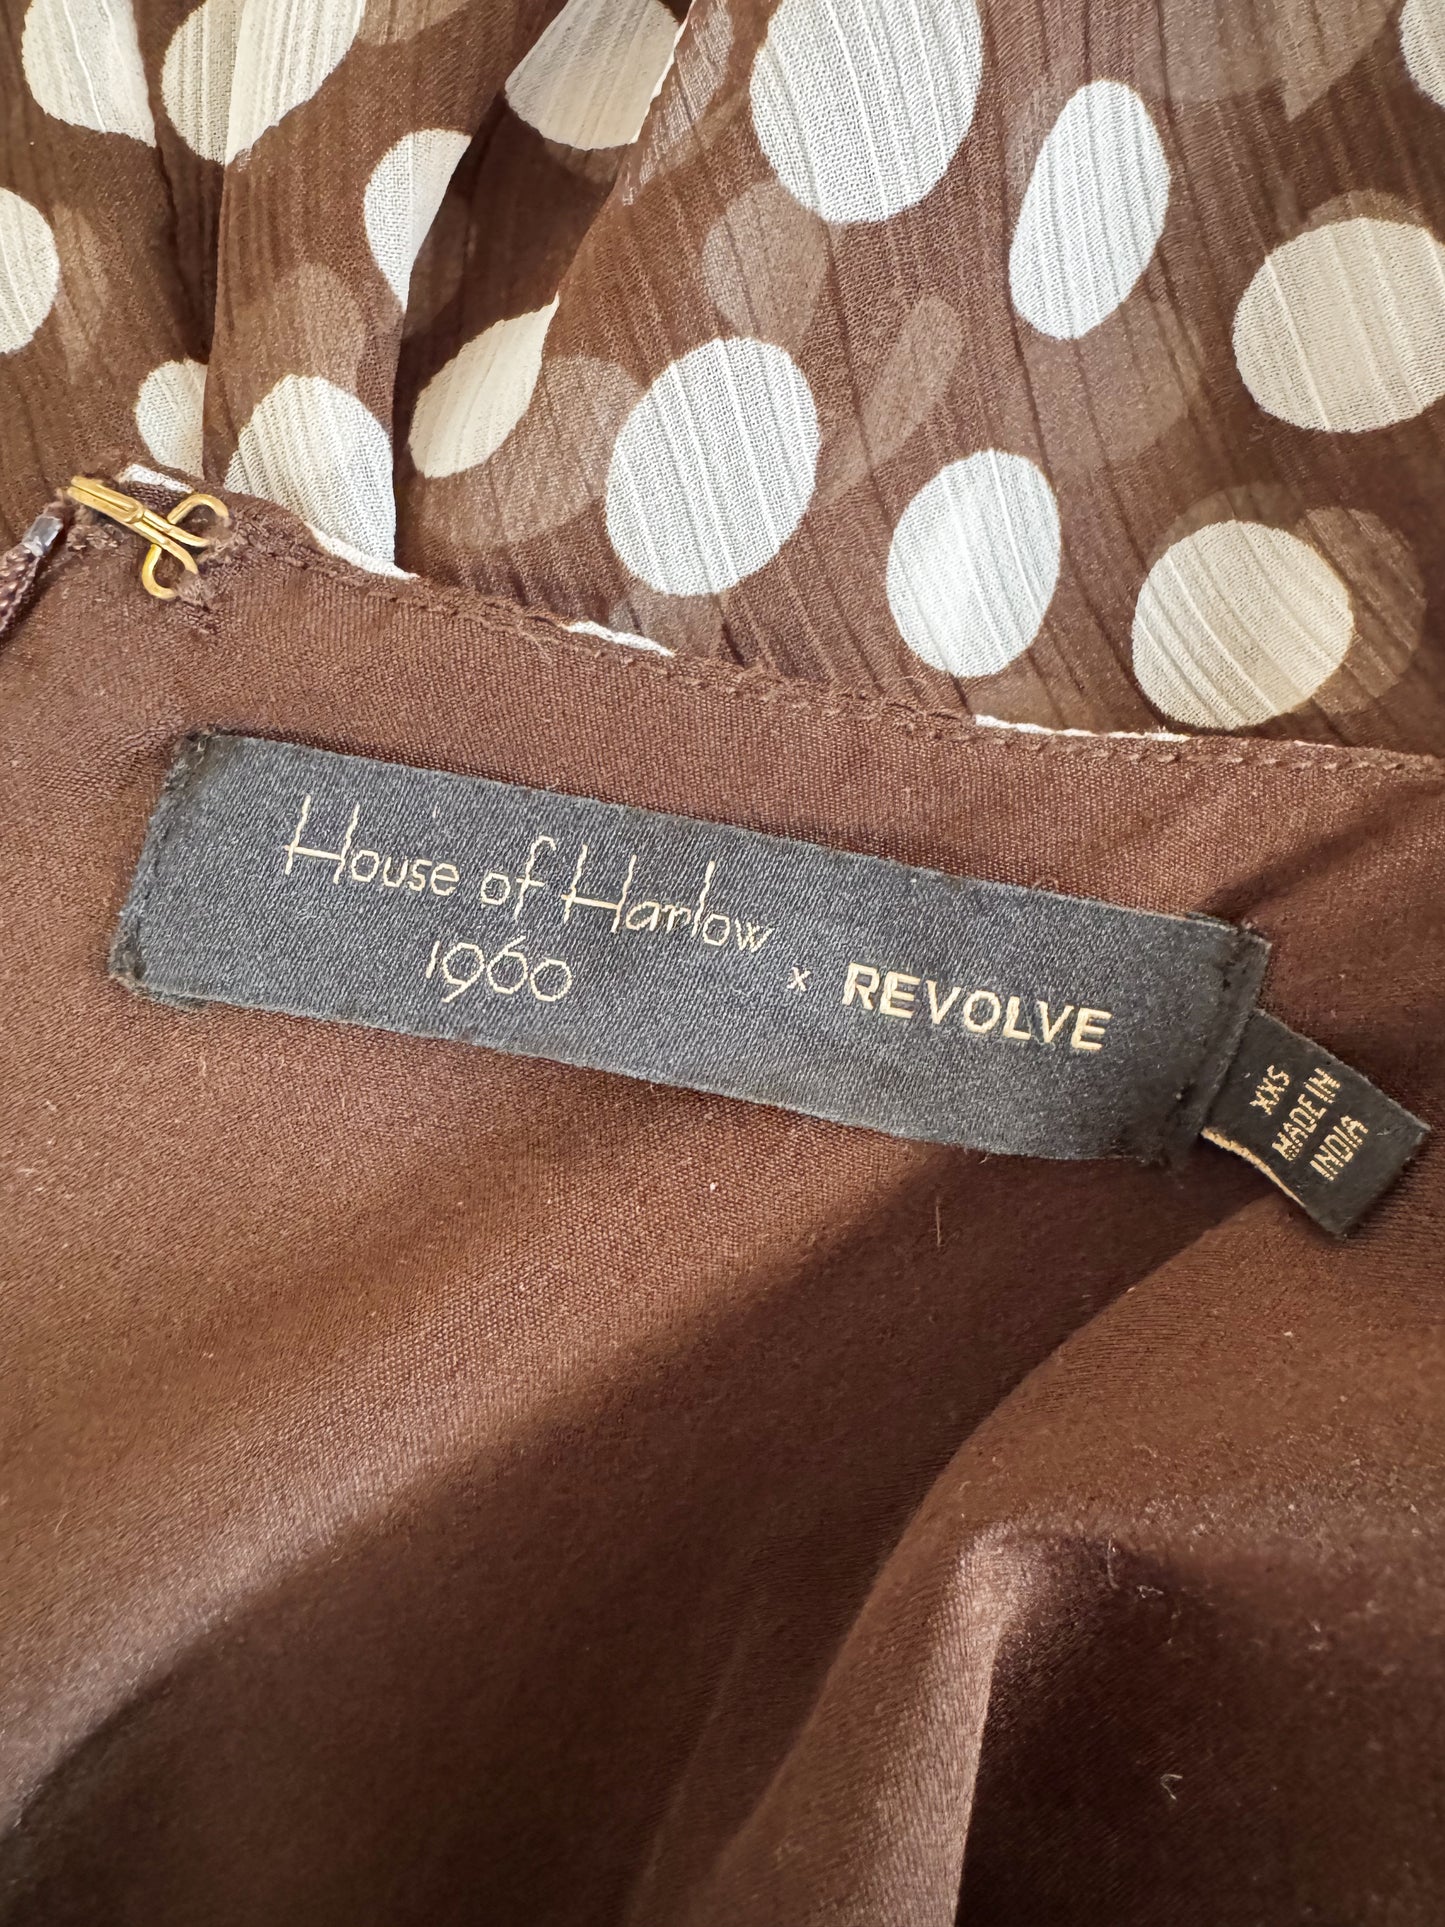 House of Harlow
1960
x REVOLVE
XXS
MADE IN
INDIA